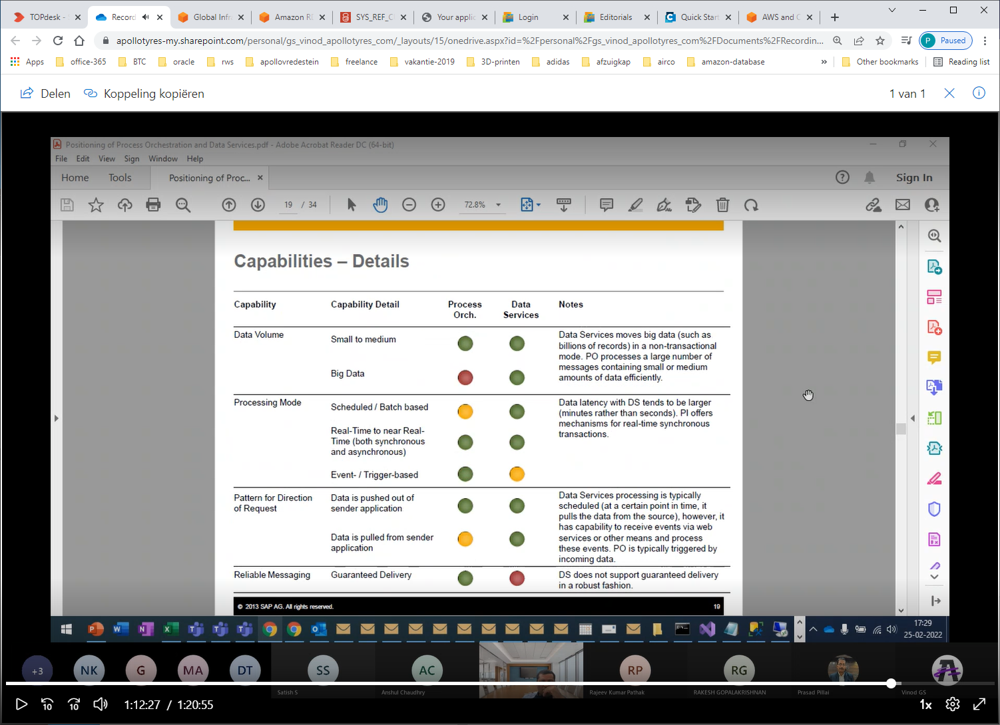 TOPdesk -
Record
Global Infr
Amazon R
SYS_REF_C
Your applic
Login
Editorials
Quick Start
AWS and C
apollotyres-my.sharepoint.com/personal/gs_vinod_apollotyres_com/_layouts/15/onedrive.aspx?id=%2Fpersonal%2Fgs_vinod_apollotyres_com%2FDocuments%2FRecordin...
P Paused
Apps
office-365
BTC
oracle
rws
apollovredestein
freelance
vakantie-2019
3D-printen
adidas
afzuigkap
airco
amazon-database
»
Other bookmarks
Reading list
Delen
Koppeling kopiëren
1 van 1
Positioning of Process Orchestration and Data Services.pdf - Adobe Acrobat Reader DC (64-bit)
File Edit View Sign Window Help
Home Tools Positioning of Proc... ×
Sign In
19 / 34
72.8%
Capabilities – Details
Capability
Capability Detail
Process
Orch.
Data
Services
Notes
Data Volume
Small to medium
Big Data
Data Services moves big data (such as
billions of records) in a non-transactional
mode. PO processes a large number of
messages containing small or medium
amounts of data efficiently.
Processing Mode
Scheduled / Batch based
Real-Time to near Real-
Time (both synchronous
and asynchronous)
Event- / Trigger-based
Data latency with DS tends to be larger
(minutes rather than seconds). PI offers
mechanisms for real-time synchronous
transactions.
Pattern for Direction
of Request
Data is pushed out of
sender application
Data is pulled from sender
application
Data Services processing is typically
scheduled (at a certain point in time, it
pulls the data from the source), however, it
has capability to receive events via web
services or other means and process
these events. PO is typically triggered by
incoming data.
Reliable Messaging
Guaranteed Delivery
DS does not support guaranteed delivery
in a robust fashion.
© 2013 SAP AG. All rights reserved.
19
17:29
25-02-2022
+3
NK
G
MA
DT
SS
AC
RP
RG
Satish S
Anshul Chaudhry
Rajeev Kumar Pathak
RAKESH GOPALAKRISHNAN
Prasad Pillai
Vinod GS
10
10
1:12:27 / 1:20:55
1x